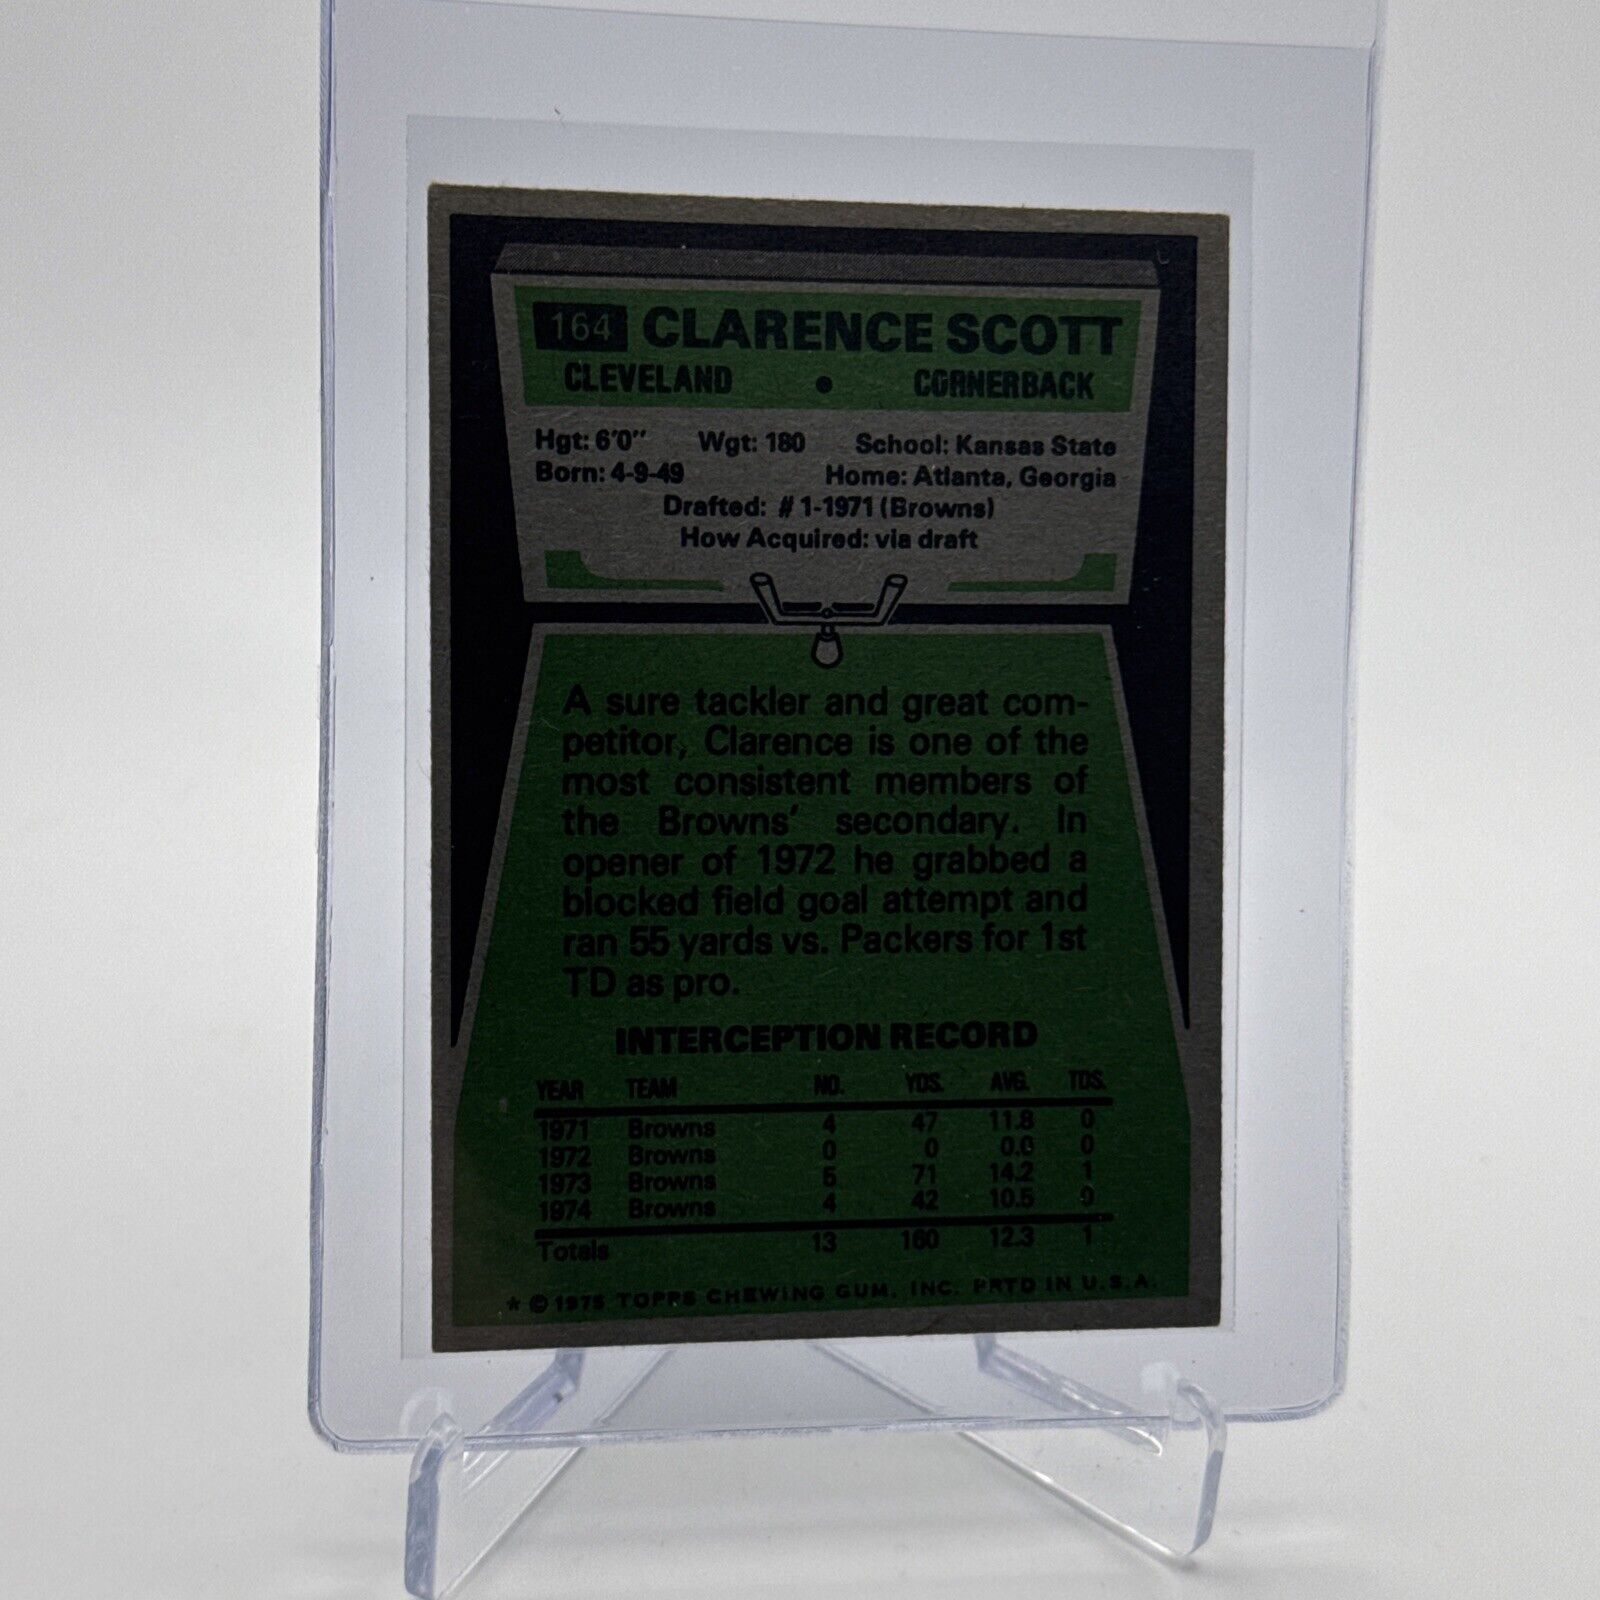 164 CLARENCE SCOTT
CLEVELAND • CORNERBACK
Hgt: 6'0" Wgt: 180 School: Kansas State
Born: 4-9-49 Home: Atlanta, Georgia
Drafted: #1-1971 (Browns)
How Acquired: via draft
A sure tackler and great com-
petitor, Clarence is one of the
most consistent members of
the Browns' secondary. In
opener of 1972 he grabbed a
blocked field goal attempt and
ran 55 yards vs. Packers for 1st
TD as pro.
INTERCEPTION RECORD
YEAR TEAM NO. YDS. AVG. TDS.
1971 Browns 4 47 11.8 0
1972 Browns 0 0 0.0 0
1973 Browns 5 71 14.2 1
1974 Browns 4 42 10.5 0
Totals 13 160 12.3 1
* © 1975 TOPPS CHEWING GUM, INC. PRTD IN U.S.A.